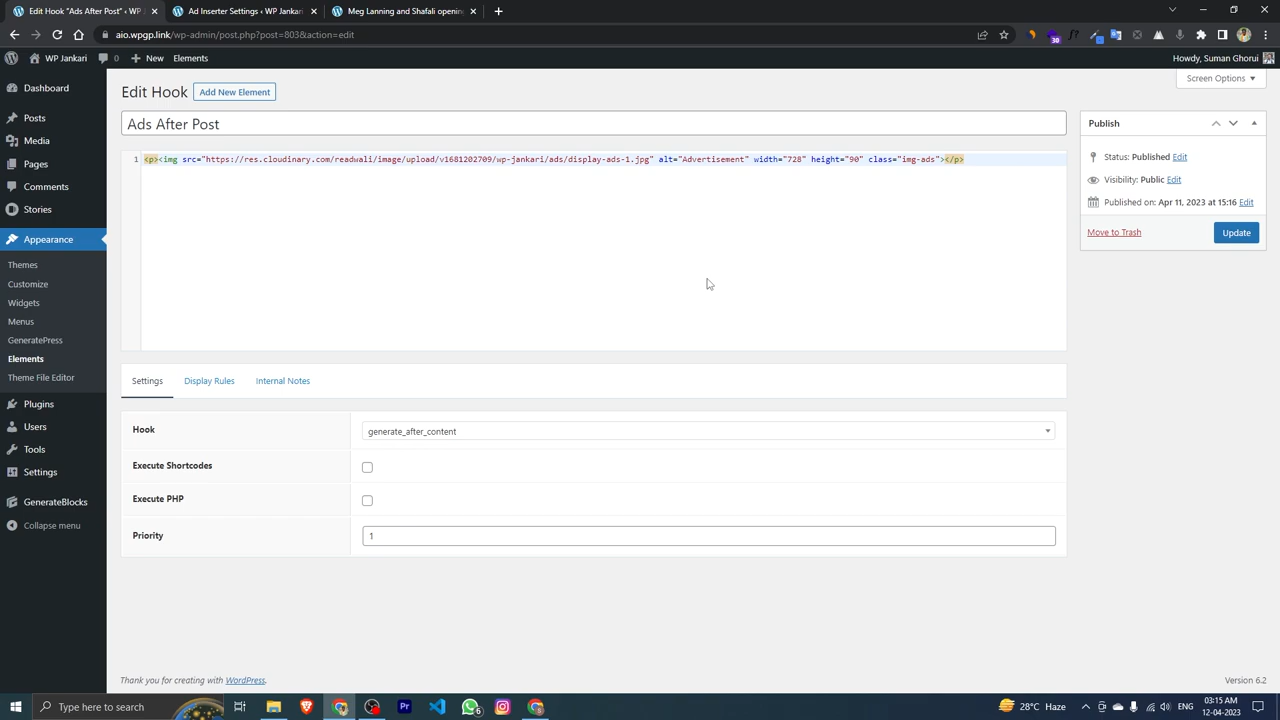 Edit Hook "Ads After Post" ‹ WP J
Ad Inserter Settings ‹ WP Jankari
Meg Lanning and Shafali opening
aio.wpgp.link/wp-admin/post.php?post=803&action=edit
30
WP Jankari
0
New
Elements
Howdy, Suman Ghorui
Dashboard
Posts
Media
Pages
Comments
Stories
Appearance
Themes
Customize
Widgets
Menus
GeneratePress
Elements
Theme File Editor
Plugins
Users
Tools
Settings
GenerateBlocks
Collapse menu
Screen Options
Edit Hook
Add New Element
Ads After Post
1 <p><img src="https://res.cloudinary.com/readwali/image/upload/v1681202709/wp-jankari/ads/display-ads-1.jpg" alt="Advertisement" width="728" height="90" class="img-ads"></p>
Publish
Status: Published Edit
Visibility: Public Edit
Published on: Apr 11, 2023 at 15:16 Edit
Move to Trash
Update
Settings
Display Rules
Internal Notes
Hook
generate_after_content
Execute Shortcodes
Execute PHP
Priority
1
Thank you for creating with WordPress.
Version 6.2
Type here to search
Pr
6
28°C Haze
ENG
03:15 AM
12-04-2023